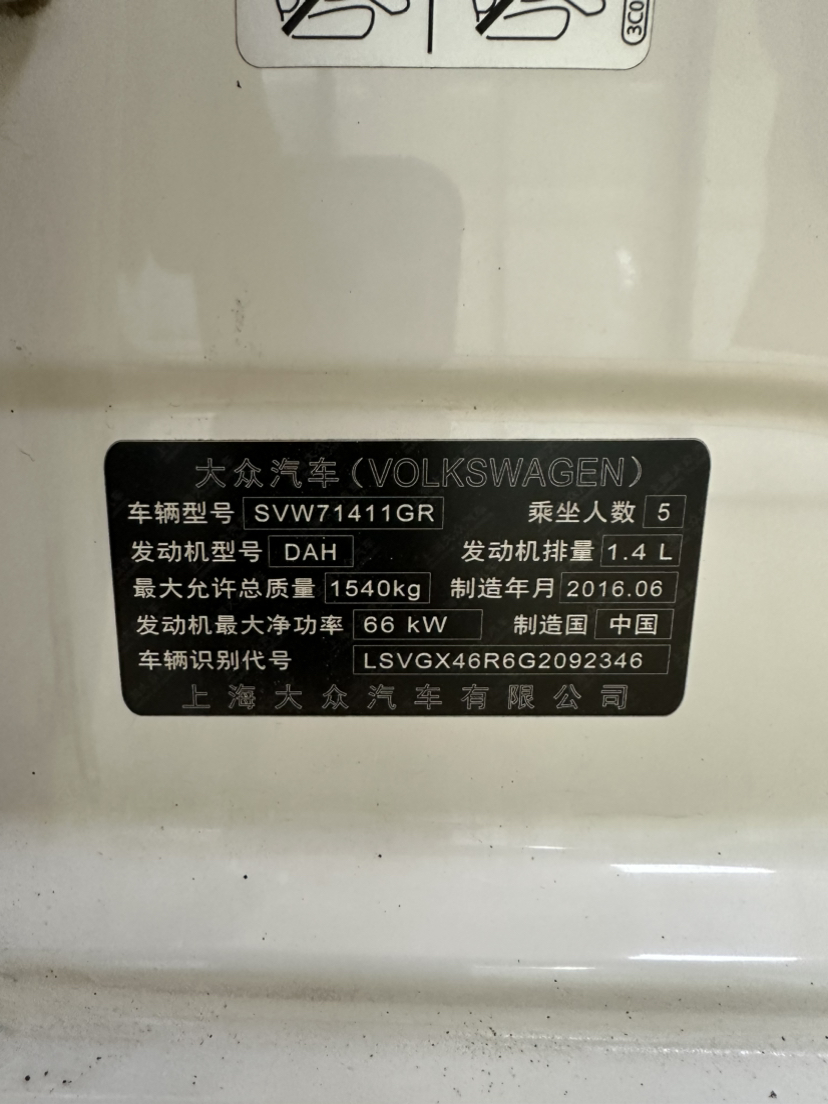 3C0
大众汽车(VOLKSWAGEN)
车辆型号 SVW71411GR 乘坐人数 5
发动机型号 DAH 发动机排量 1.4 L
最大允许总质量 1540kg 制造年月 2016.06
发动机最大净功率 66 kW 制造国 中国
车辆识别代号 LSVGX46R6G2092346
上海大众汽车有限公司